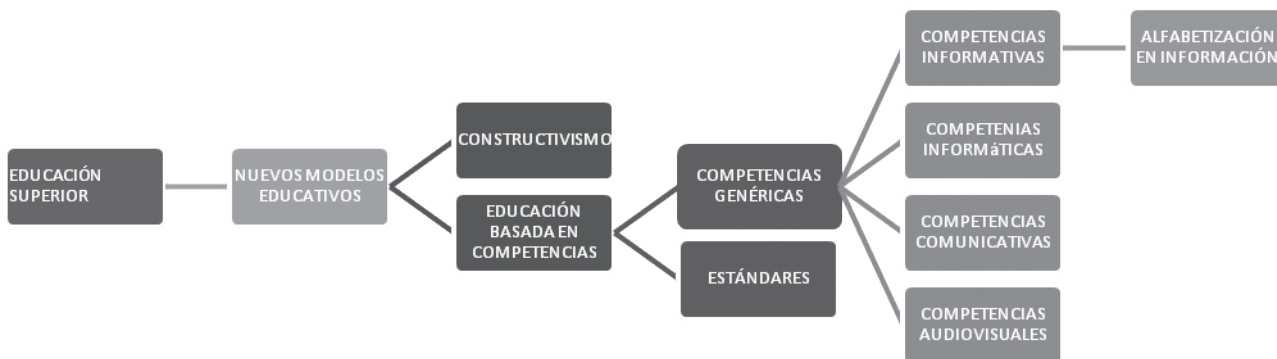 EDUCACIÓN
SUPERIOR
NUEVOS MODELOS
EDUCATIVOS
CONSTRUCTIVISMO
EDUCACIÓN
BASADA EN
COMPETENCIAS
COMPETENCIAS
GENÉRICAS
ESTÁNDARES
COMPETENCIAS
INFORMATIVAS
COMPETENIAS
INFORMáTICAS
COMPETENCIAS
COMUNICATIVAS
COMPETENCIAS
AUDIOVISUALES
ALFABETIZACIÓN
EN INFORMACIÓN